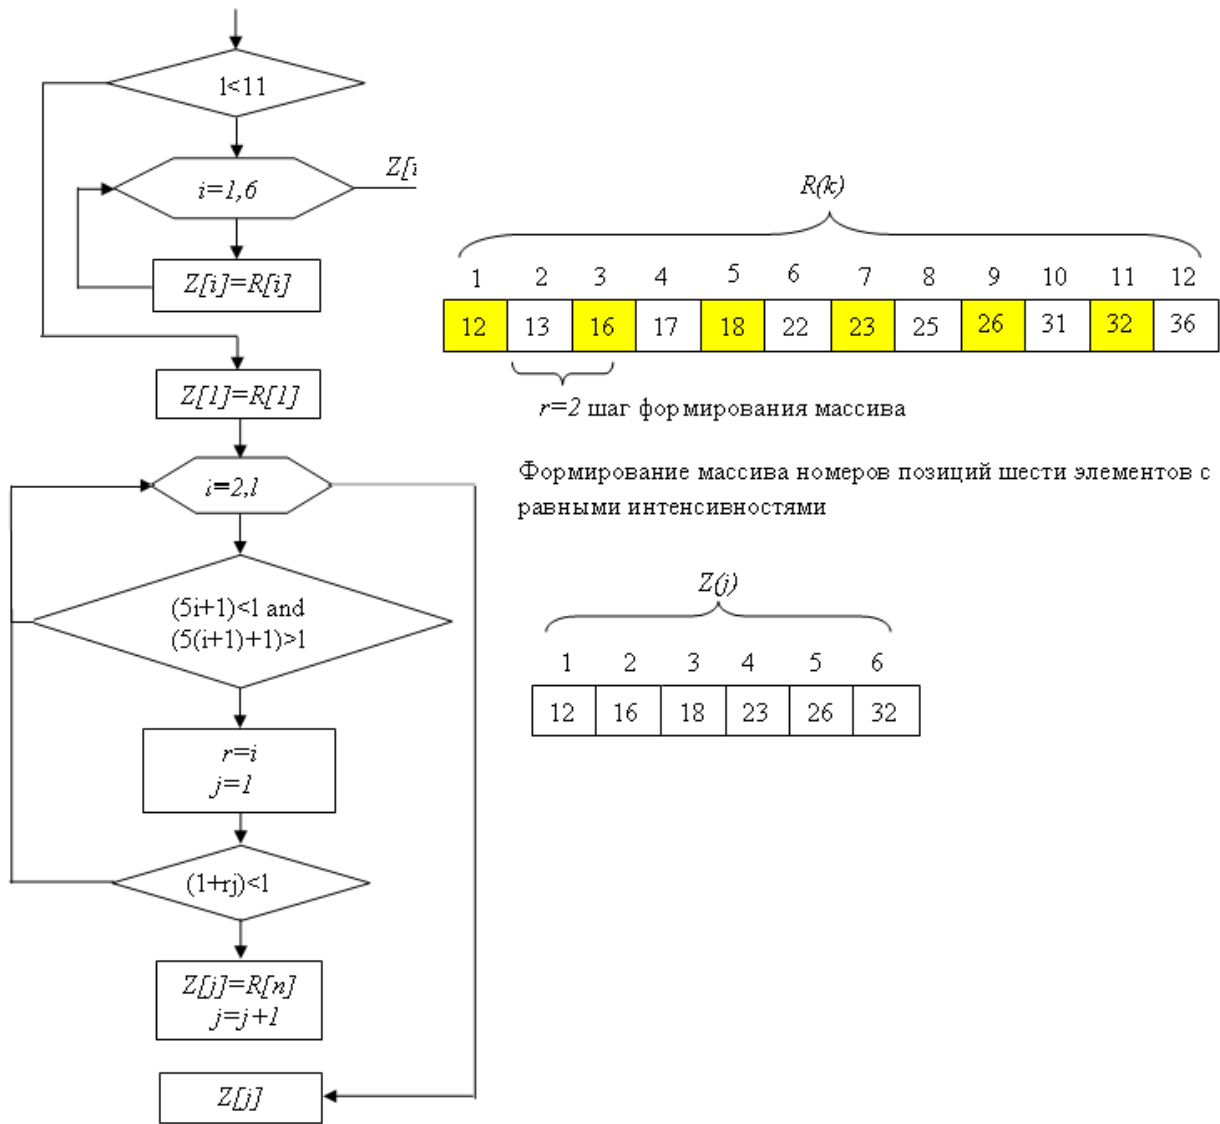 l<11
i=1,6
Z[i
Z[i]=R[i]
Z[1]=R[1]
i=2,l
(5i+1)<l and
(5(i+1)+1)>l
r=i
j=1
(1+rj)<l
Z[j]=R[n]
j=j+1
Z[j]
R(k)
1 2 3 4 5 6 7 8 9 10 11 12
12 13 16 17 18 22 23 25 26 31 32 36
r=2 шаг формирования массива
Формирование массива номеров позиций шести элементов с
равными интенсивностями
Z(j)
1 2 3 4 5 6
12 16 18 23 26 32